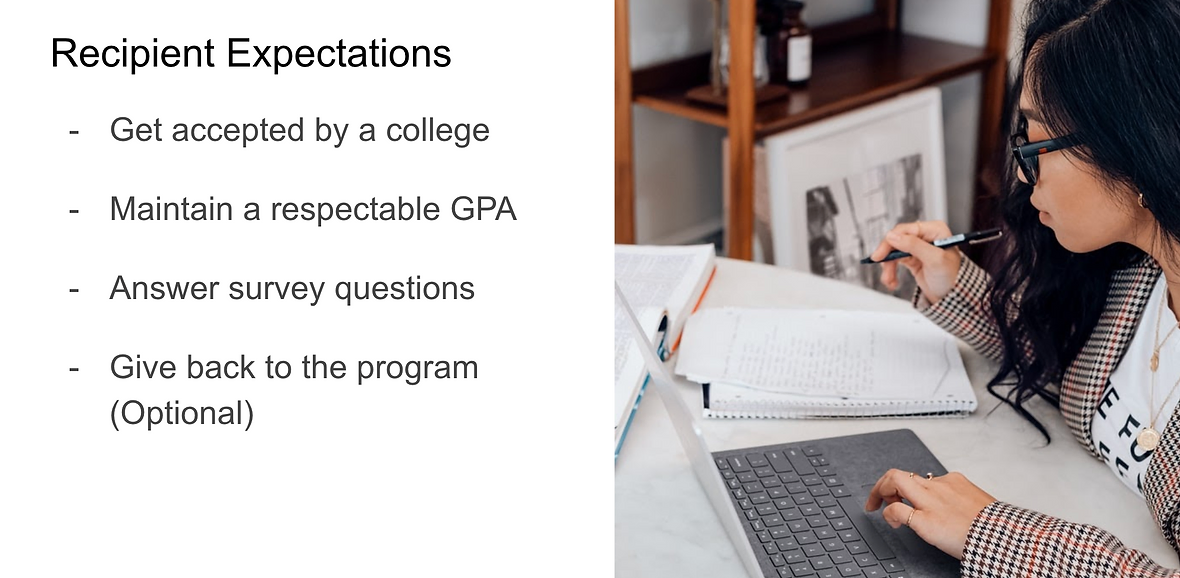 Recipient Expectations
- Get accepted by a college
- Maintain a respectable GPA
- Answer survey questions
- Give back to the program
(Optional)